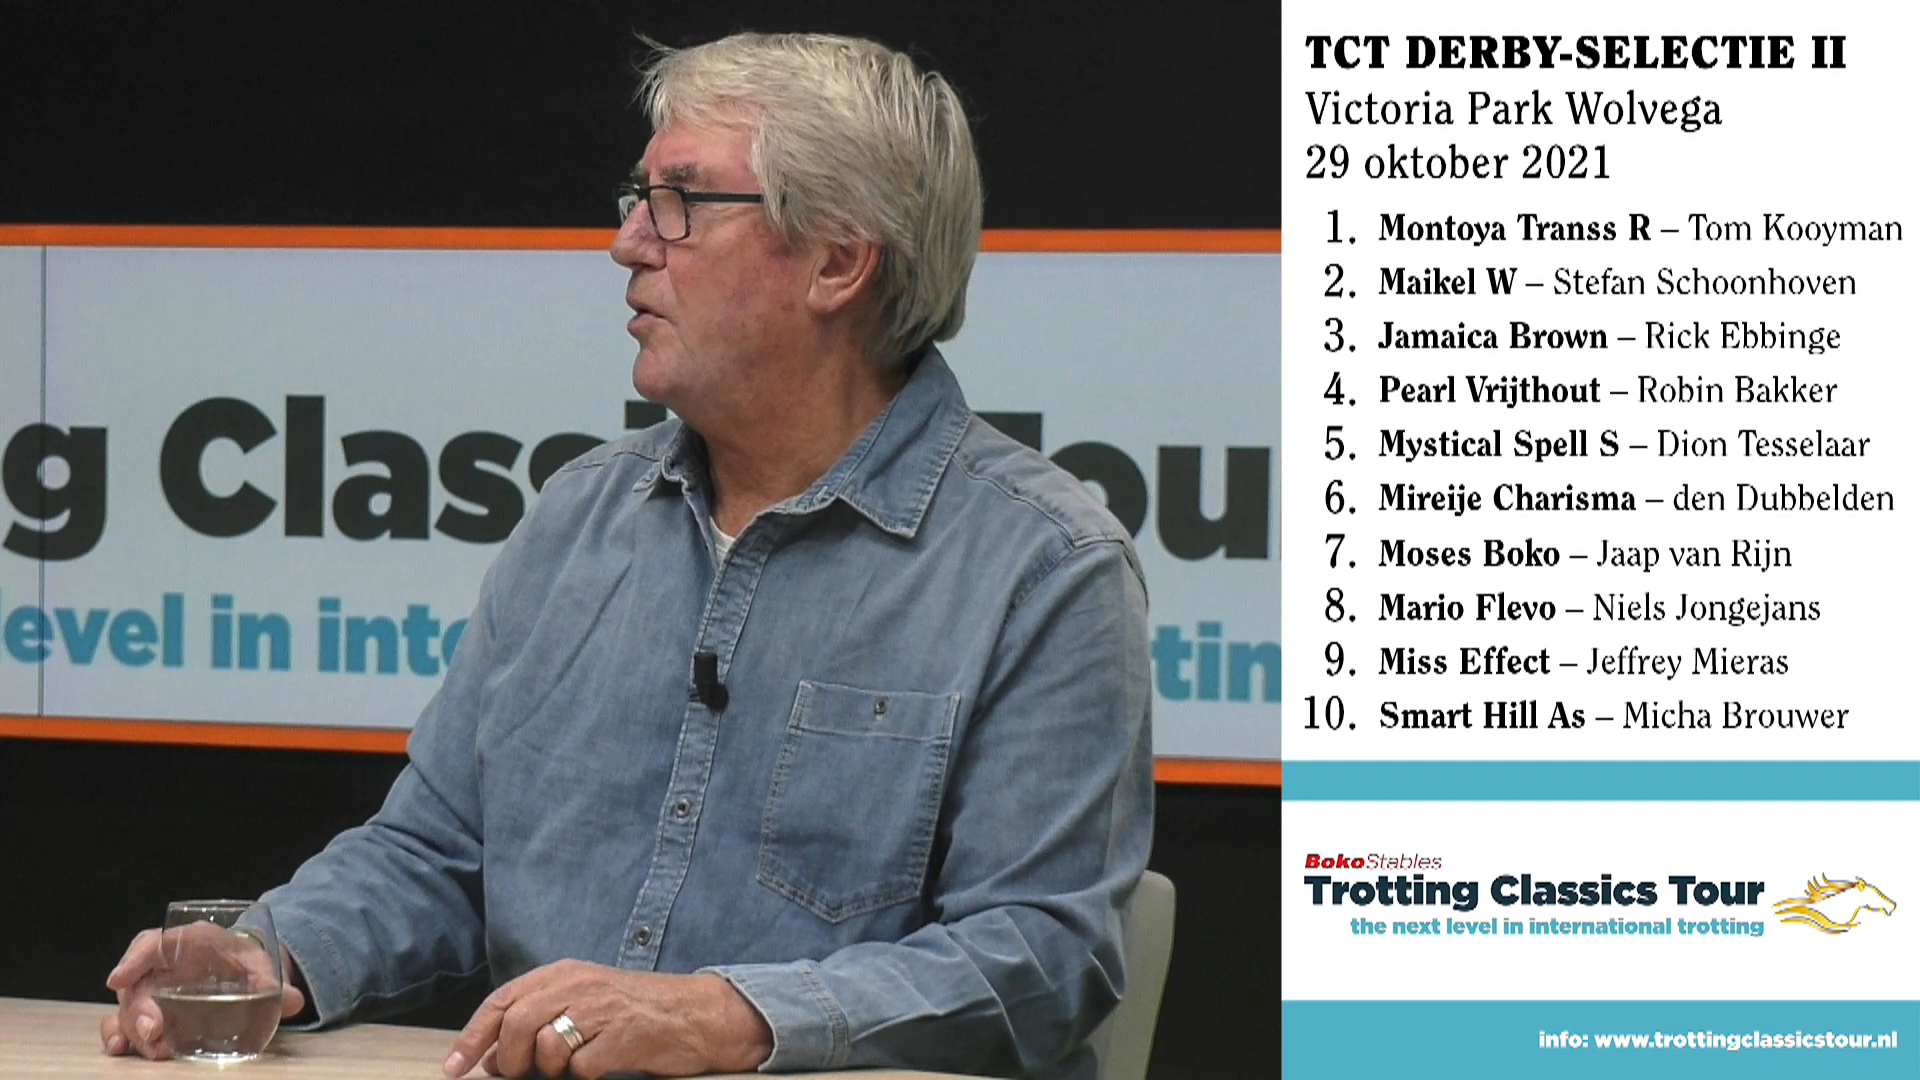 g Class
Tou
level in inte
tin
TCT DERBY-SELECTIE II
Victoria Park Wolvega
29 oktober 2021
1. Montoya Transs R – Tom Kooyman
2. Maikel W – Stefan Schoonhoven
3. Jamaica Brown – Rick Ebbinge
4. Pearl Vrijthout – Robin Bakker
5. Mystical Spell S – Dion Tesselaar
6. Mireije Charisma – den Dubbelden
7. Moses Boko – Jaap van Rijn
8. Mario Flevo – Niels Jongejans
9. Miss Effect – Jeffrey Mieras
10. Smart Hill As – Micha Brouwer
BokoStables
Trotting Classics Tour
the next level in international trotting
info: www.trottingclassicstour.nl